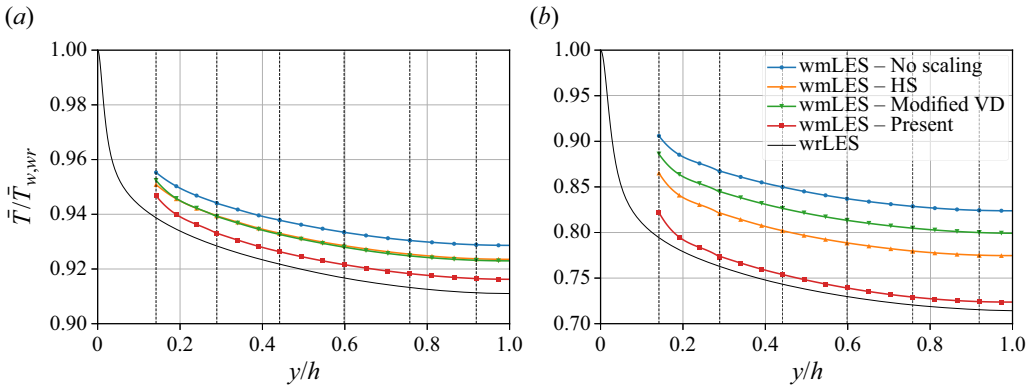 (a)
1.00
0.98
0.96
0.94
0.92
0.90
T̄/T̄w,wr
0
0.2
0.4
0.6
0.8
1.0
y/h
(b)
1.00
0.95
0.90
0.85
0.80
0.75
0.70
wmLES – No scaling
wmLES – HS
wmLES – Modified VD
wmLES – Present
wrLES
0
0.2
0.4
0.6
0.8
1.0
y/h